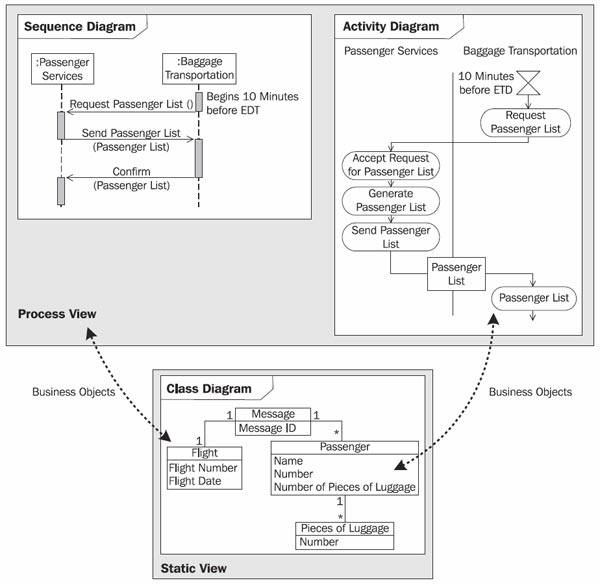 Sequence Diagram
:Passenger
Services
:Baggage
Transportation
Request Passenger List ()
Begins 10 Minutes
before EDT
Send Passenger List
(Passenger List)
Confirm
(Passenger List)
Activity Diagram
Passenger Services
Baggage Transportation
10 Minutes
before ETD
Request
Passenger List
Accept Request
for Passenger List
Generate
Passenger List
Send Passenger
List
Passenger
List
Passenger List
Process View
Business Objects
Business Objects
Class Diagram
1
Message
1
Message ID
1
*
Flight
Flight Number
Flight Date
Passenger
Name
Number
Number of Pieces of Luggage
1
*
Pieces of Luggage
Number
Static View